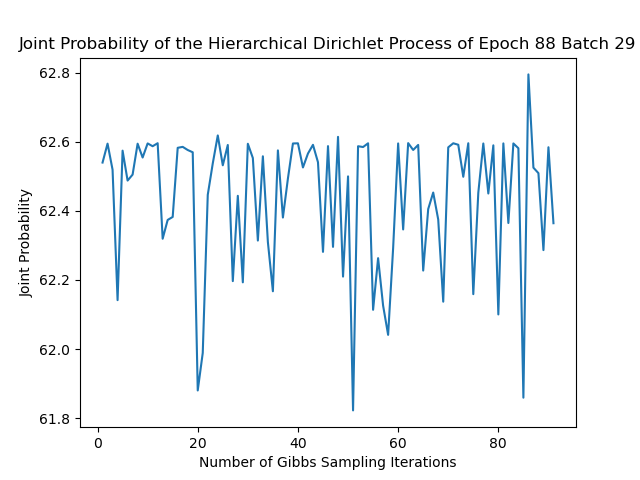 Joint Probability of the Hierarchical Dirichlet Process of Epoch 88 Batch 29
62.8
62.6
62.4
62.2
62.0
61.8
Joint Probability
0 20 40 60 80
Number of Gibbs Sampling Iterations